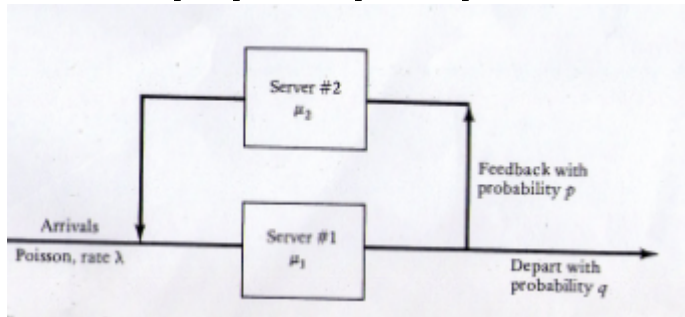 Server #2
μ₂
Feedback with
probability p
Arrivals
Poisson, rate λ
Server #1
μ₁
Depart with
probability q